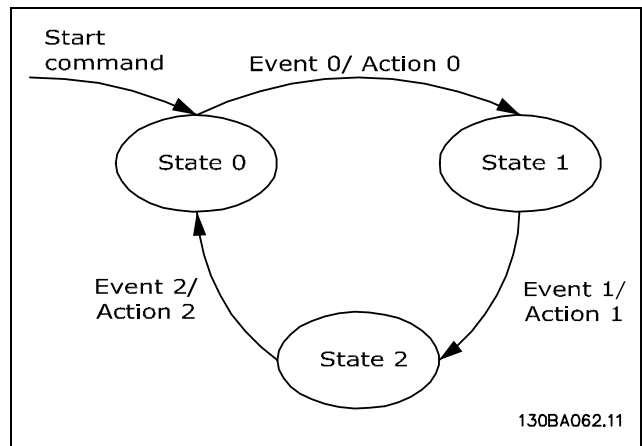 Start
command
Event 0/ Action 0
State 0
State 1
Event 2/
Action 2
Event 1/
Action 1
State 2
130BA062.11